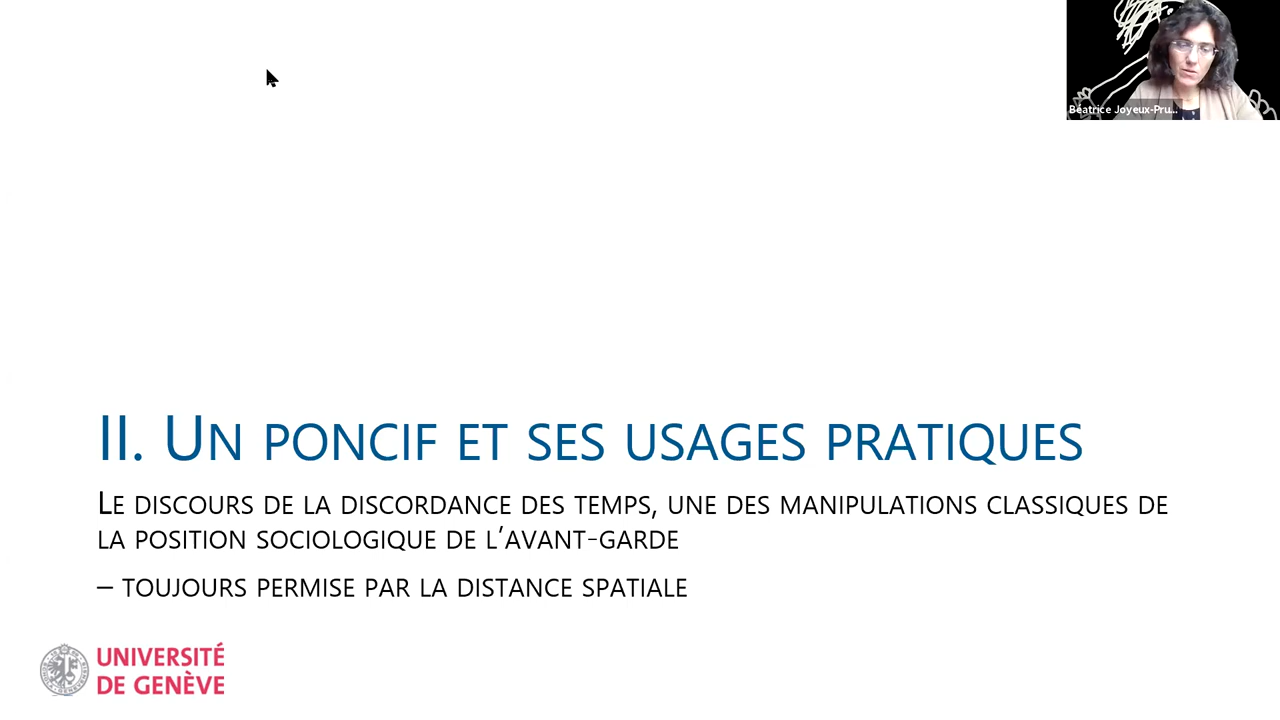 Béatrice Joyeux-Pru...
II. Un poncif et ses usages pratiques
Le discours de la discordance des temps, une des manipulations classiques de
la position sociologique de l’avant-garde
– toujours permise par la distance spatiale
UNIVERSITÉ
DE GENÈVE